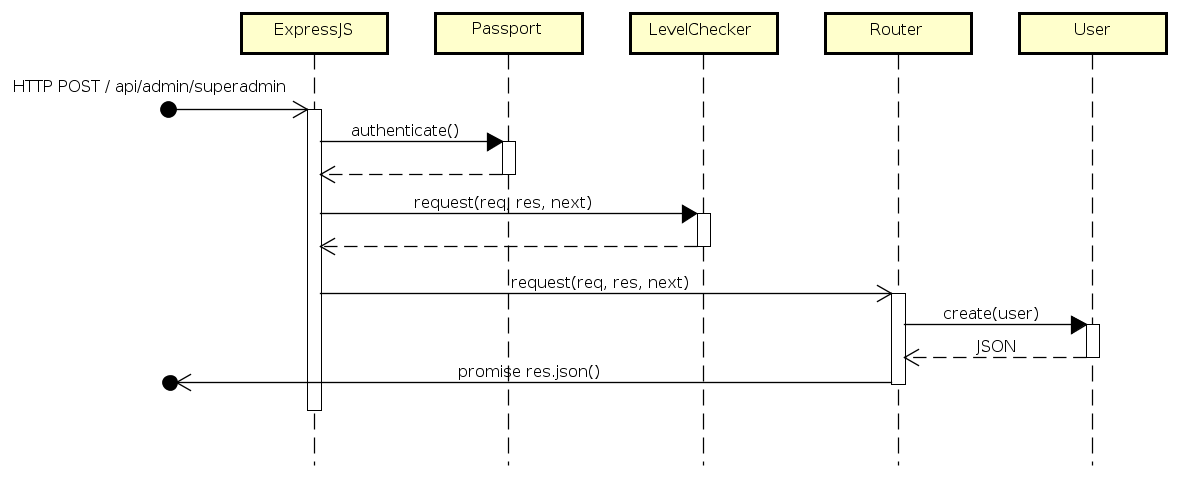 ExpressJS
Passport
LevelChecker
Router
User
HTTP POST / api/admin/superadmin
authenticate()
request(req, res, next)
request(req, res, next)
create(user)
JSON
promise res.json()